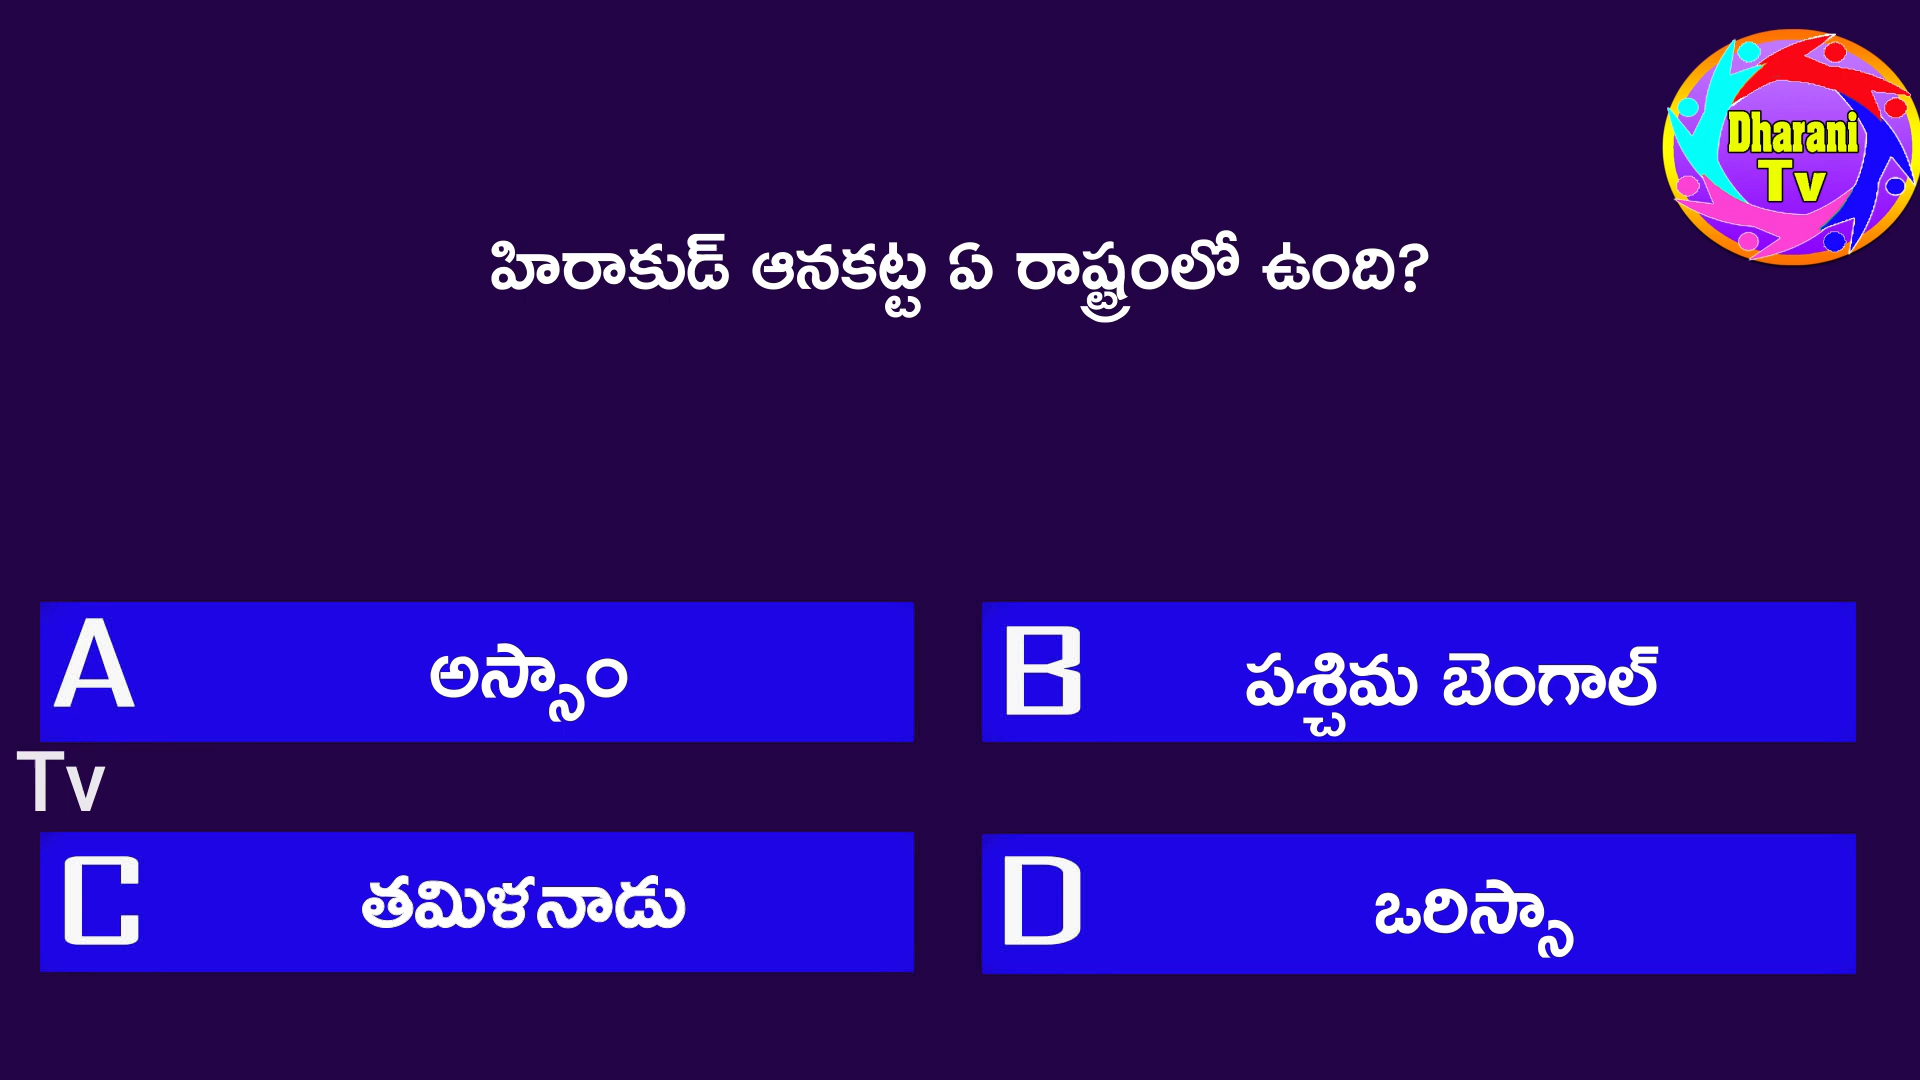 Dharani
Tv
హిరాకుడ్ ఆనకట్ట ఏ రాష్ట్రంలో ఉంది?
A అస్సాం
B పశ్చిమ బెంగాల్
Tv
C తమిళనాడు
D ఒరిస్సా